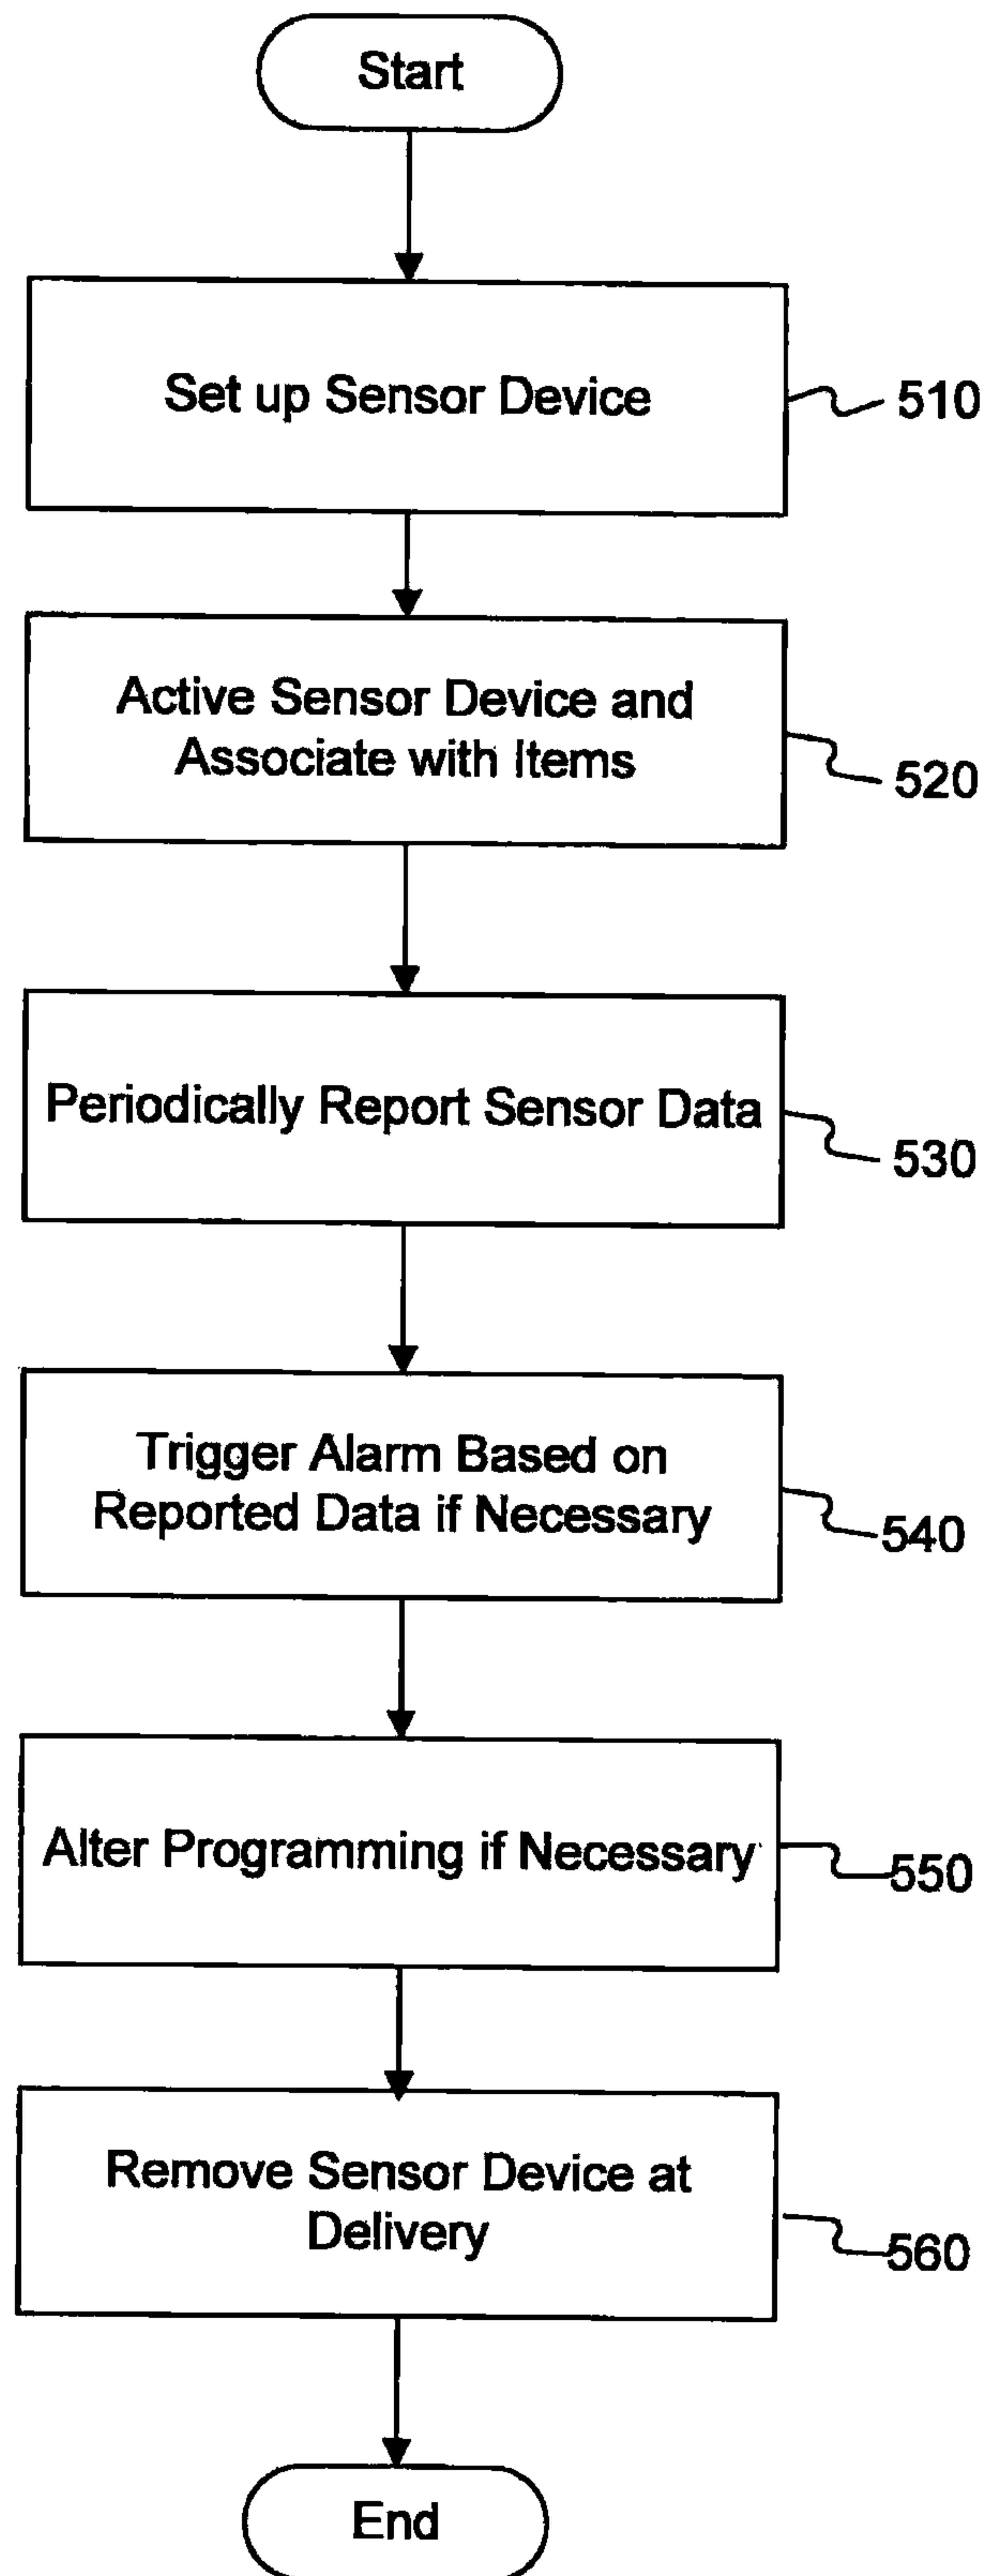 Start
Set up Sensor Device
510
Active Sensor Device and
Associate with Items
520
Periodically Report Sensor Data
530
Trigger Alarm Based on
Reported Data if Necessary
540
Alter Programming if Necessary
550
Remove Sensor Device at
Delivery
560
End